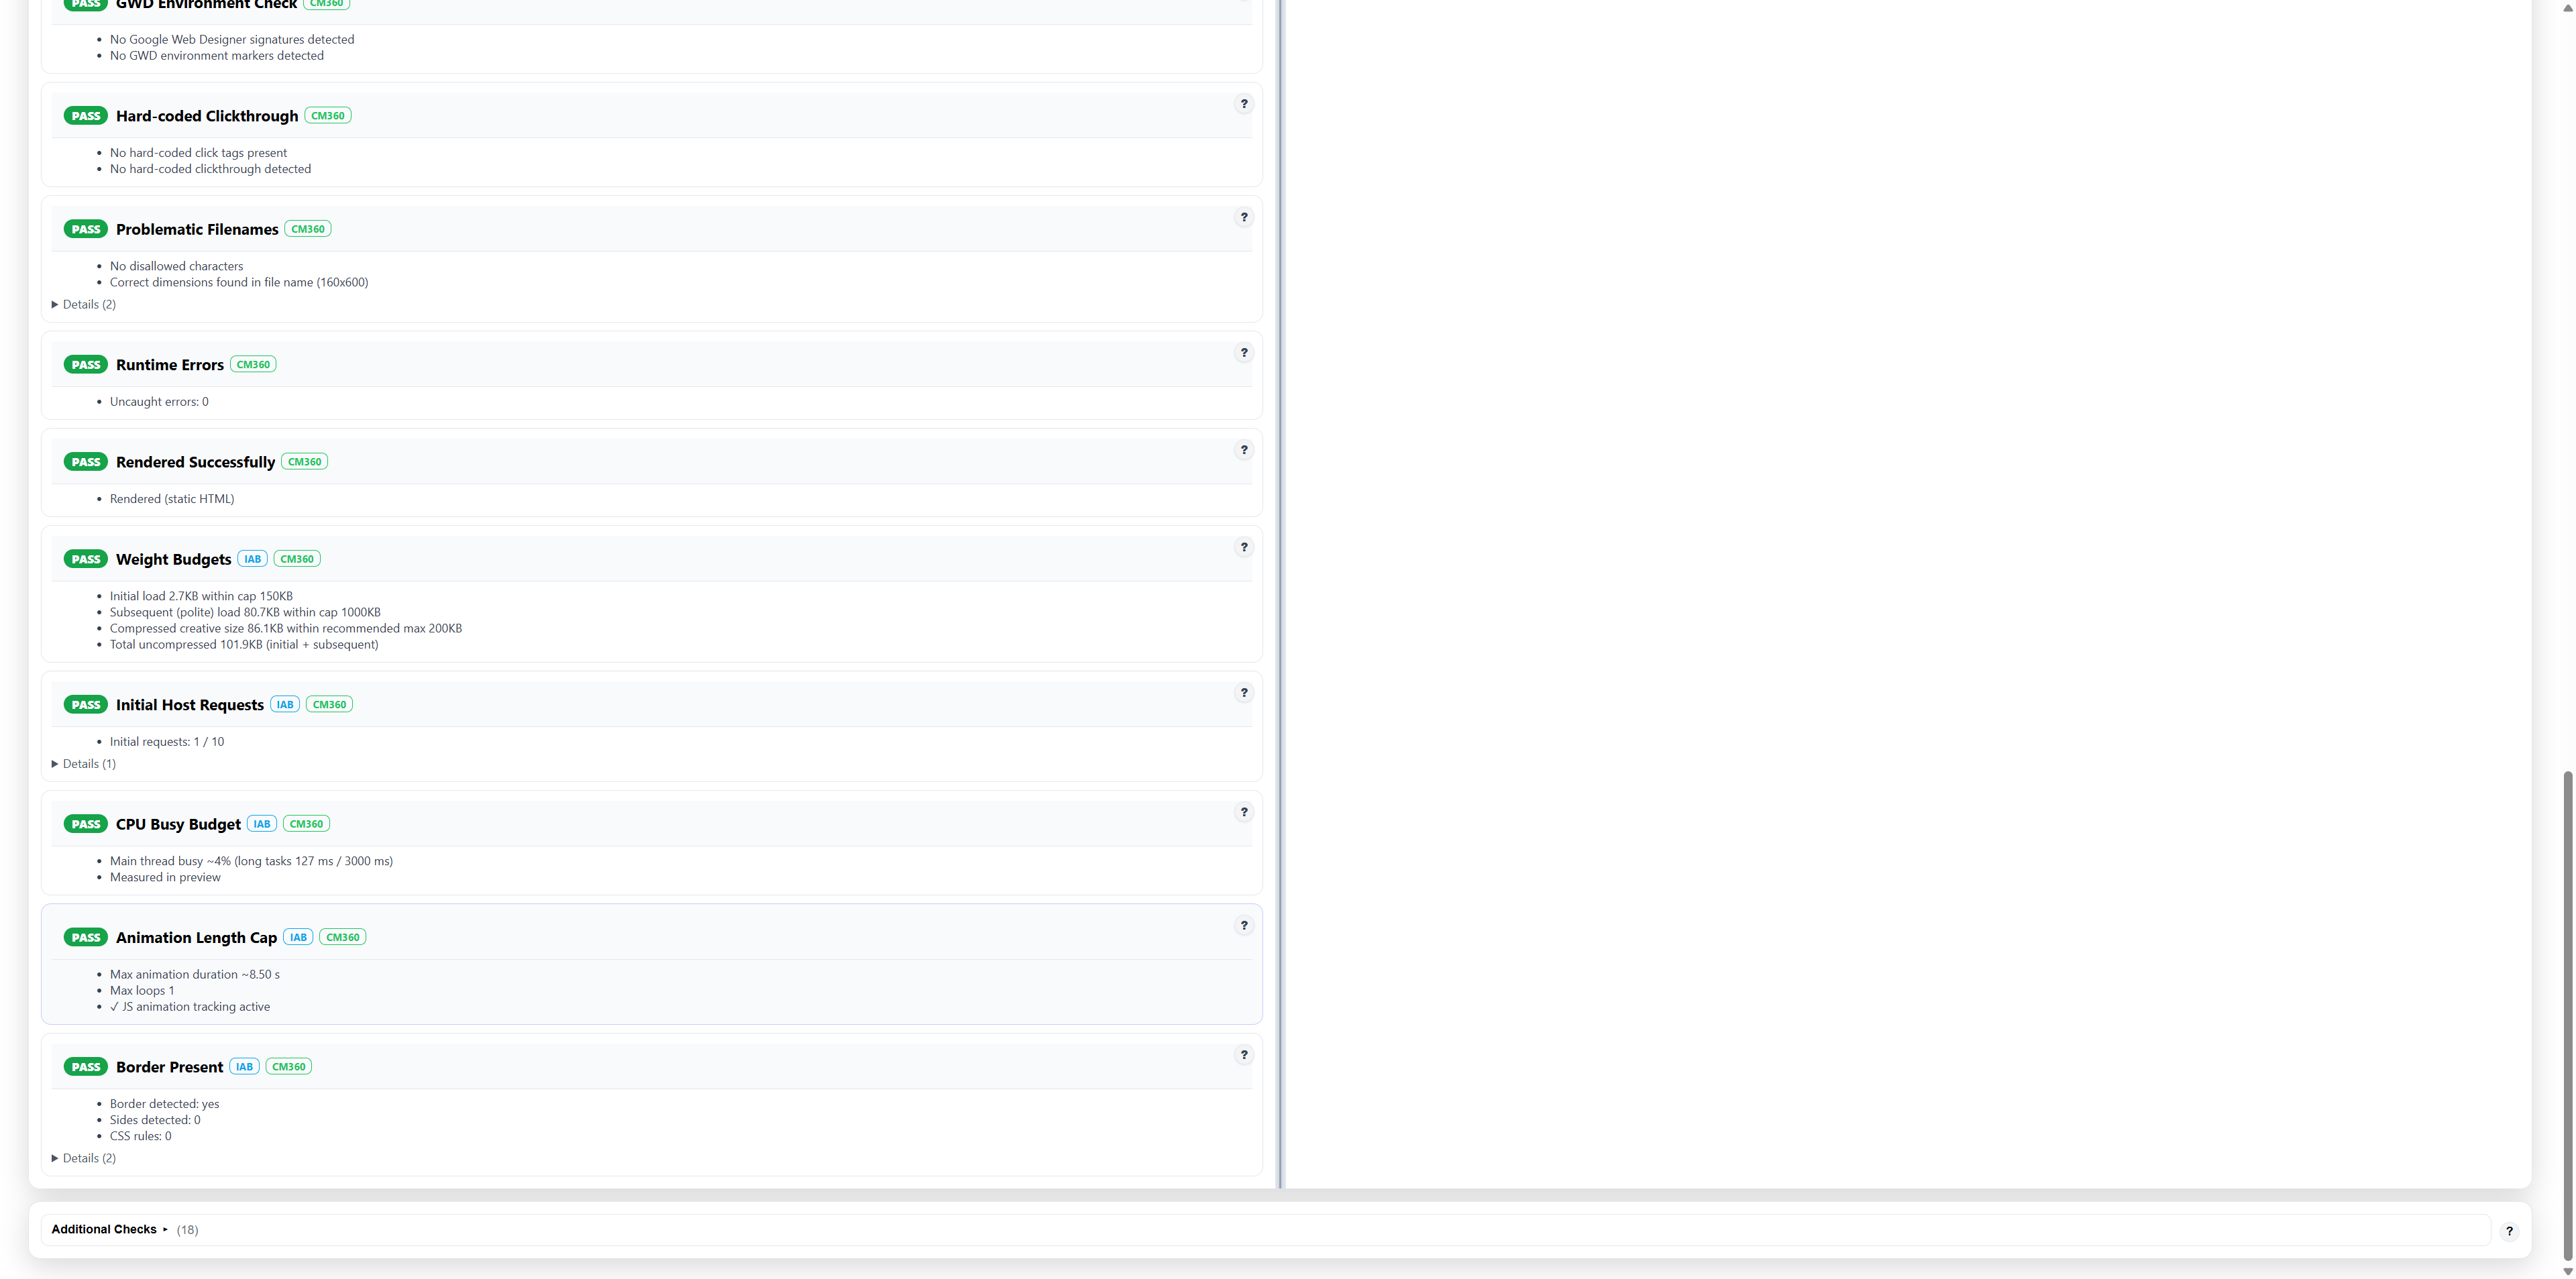 PASS GWD Environment Check CM360
• No Google Web Designer signatures detected
• No GWD environment markers detected
PASS Hard-coded Clickthrough CM360 ?
• No hard-coded click tags present
• No hard-coded clickthrough detected
PASS Problematic Filenames CM360 ?
• No disallowed characters
• Correct dimensions found in file name (160x600)
▶ Details (2)
PASS Runtime Errors CM360 ?
• Uncaught errors: 0
PASS Rendered Successfully CM360 ?
• Rendered (static HTML)
PASS Weight Budgets IAB CM360 ?
• Initial load 2.7KB within cap 150KB
• Subsequent (polite) load 80.7KB within cap 1000KB
• Compressed creative size 86.1KB within recommended max 200KB
• Total uncompressed 101.9KB (initial + subsequent)
PASS Initial Host Requests IAB CM360 ?
• Initial requests: 1 / 10
▶ Details (1)
PASS CPU Busy Budget IAB CM360 ?
• Main thread busy ~4% (long tasks 127 ms / 3000 ms)
• Measured in preview
PASS Animation Length Cap IAB CM360 ?
• Max animation duration ~8.50 s
• Max loops 1
• ✓ JS animation tracking active
PASS Border Present IAB CM360 ?
• Border detected: yes
• Sides detected: 0
• CSS rules: 0
▶ Details (2)
Additional Checks ▸ (18) ?